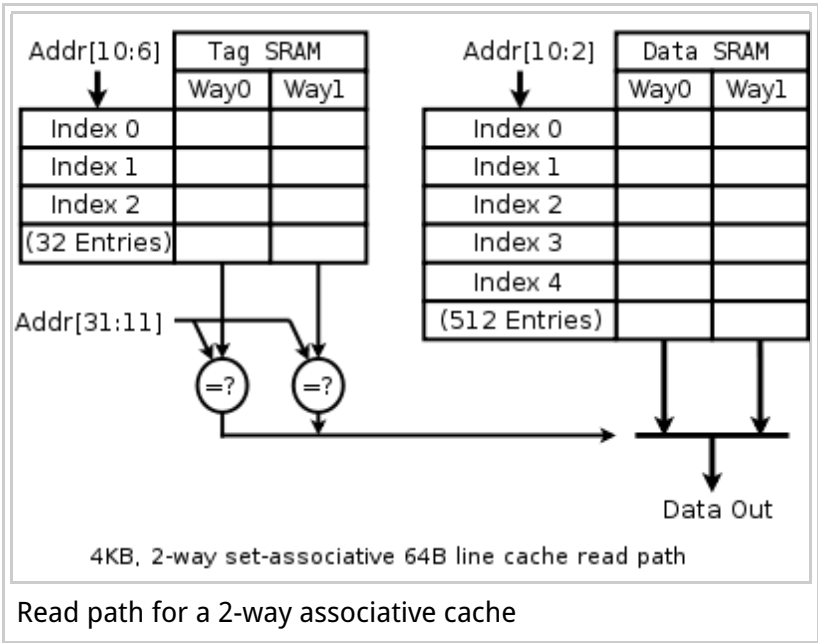 Addr[10:6]
Tag SRAM
Way0 Way1
Index 0
Index 1
Index 2
(32 Entries)
Addr[31:11]
=? =?
Addr[10:2]
Data SRAM
Way0 Way1
Index 0
Index 1
Index 2
Index 3
Index 4
(512 Entries)
Data Out
4KB, 2-way set-associative 64B line cache read path
Read path for a 2-way associative cache